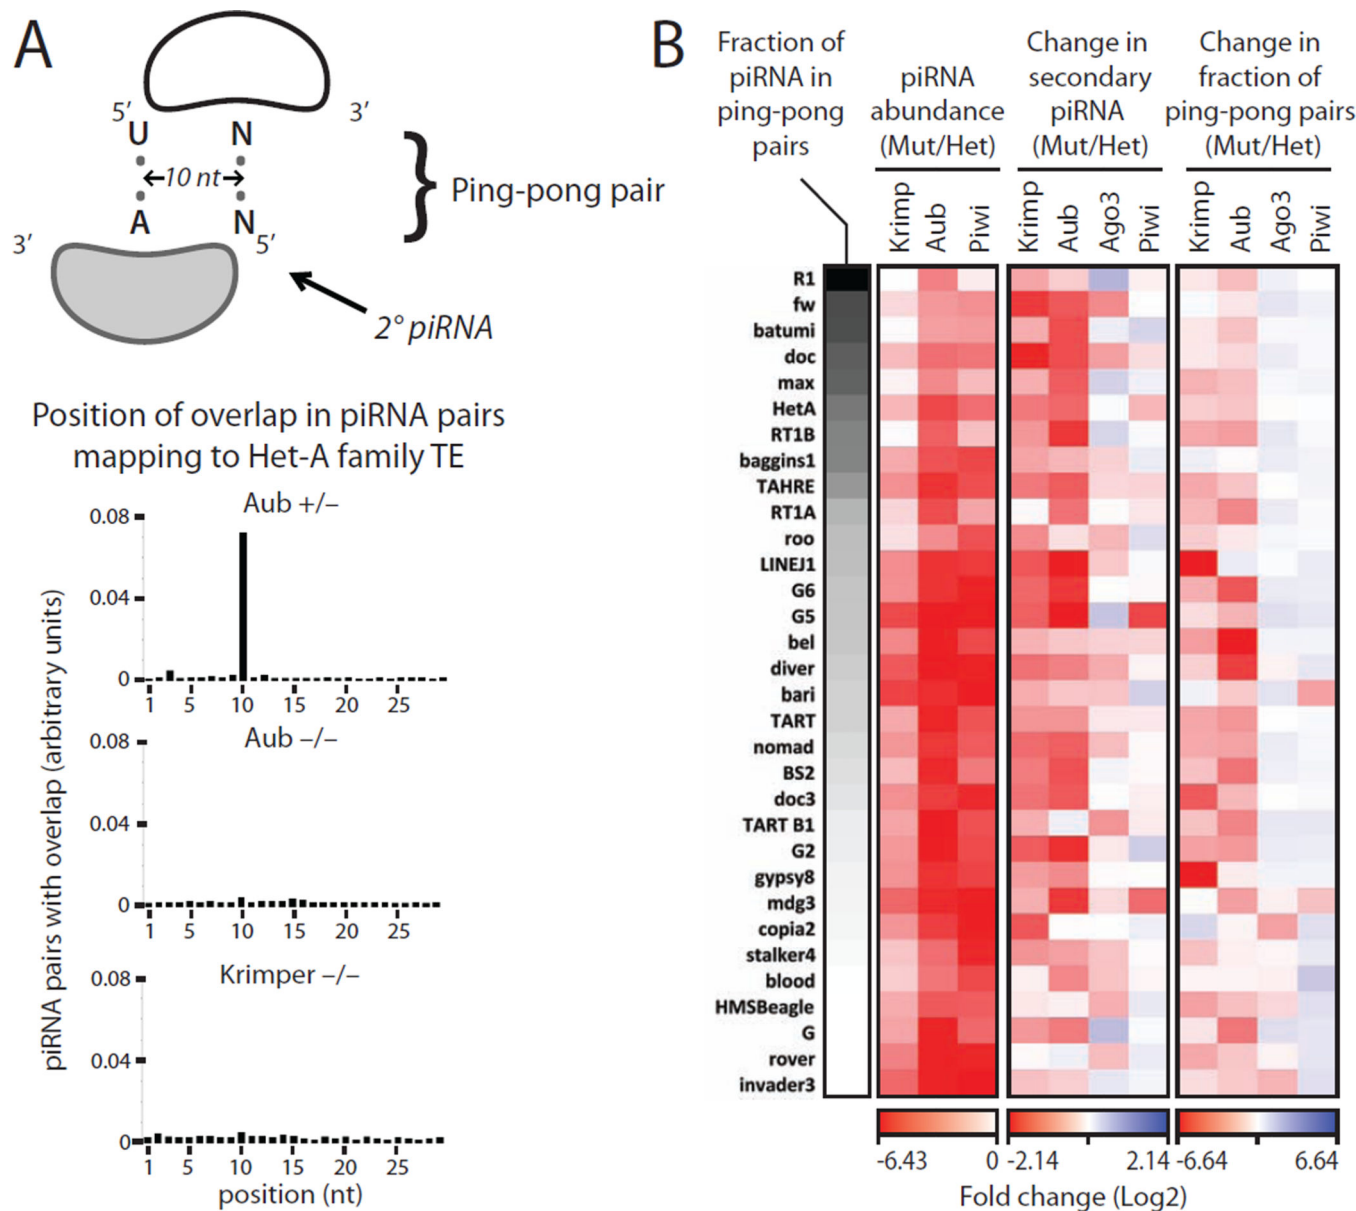 A
5′
3′
U N
10 nt
A N
3′
5′
Ping-pong pair
2° piRNA
Position of overlap in piRNA pairs
mapping to Het-A family TE
piRNA pairs with overlap (arbitrary units)
Aub +/–
0.08
0.04
0
1 5 10 15 20 25
Aub –/–
0.08
0.04
0
1 5 10 15 20 25
Krimper –/–
0.08
0.04
0
1 5 10 15 20 25
position (nt)
B
Fraction of
piRNA in
ping-pong
pairs
piRNA
abundance
(Mut/Het)
Change in
secondary
piRNA
(Mut/Het)
Change in
fraction of
ping-pong pairs
(Mut/Het)
Krimp Aub Piwi Krimp Aub Ago3 Piwi Krimp Aub Ago3 Piwi
R1
fw
batumi
doc
max
HetA
RT1B
baggins1
TAHRE
RT1A
roo
LINEJ1
G6
G5
bel
diver
bari
TART
nomad
BS2
doc3
TART B1
G2
gypsy8
mdg3
copia2
stalker4
blood
HMSBeagle
G
rover
invader3
-6.43 0 -2.14 2.14 -6.64 6.64
Fold change (Log2)